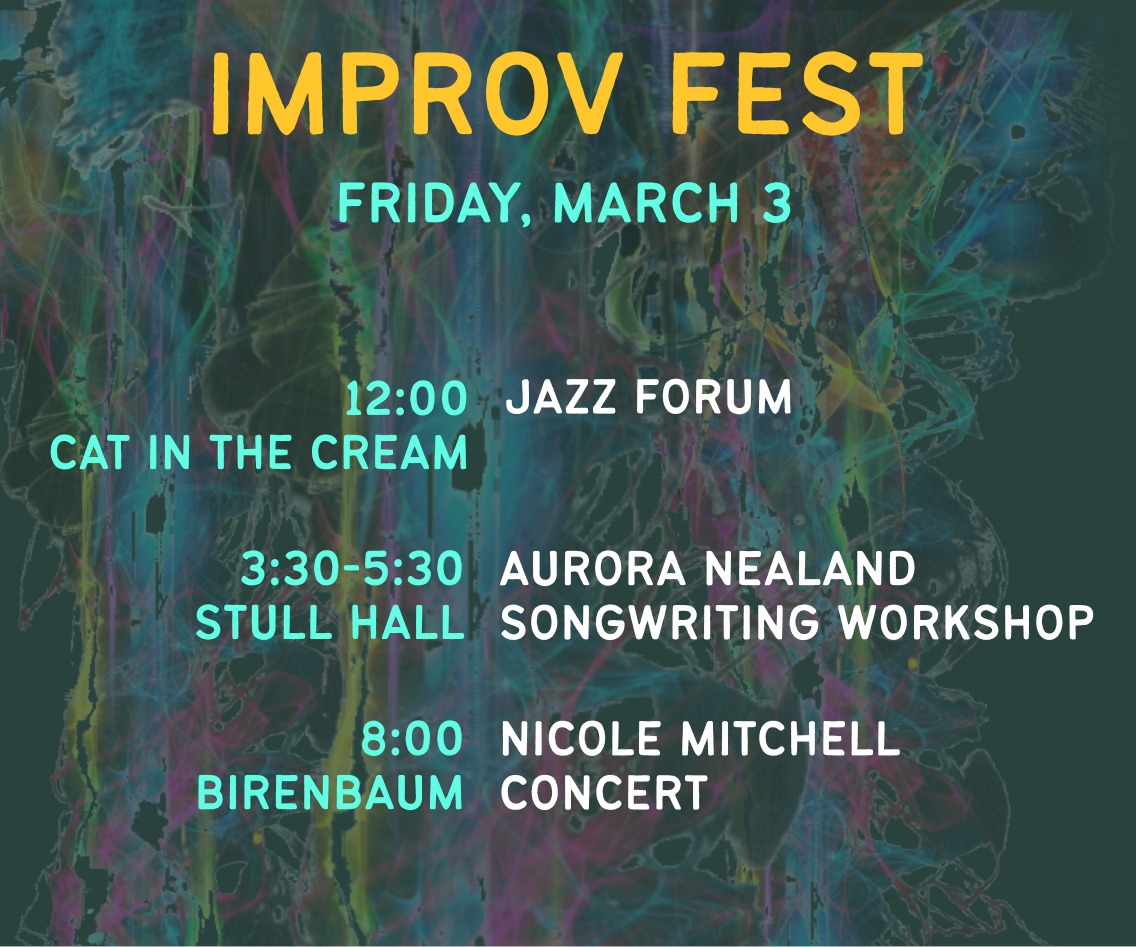 IMPROV FEST
FRIDAY, MARCH 3
12:00 JAZZ FORUM
CAT IN THE CREAM
3:30-5:30 AURORA NEALAND
STULL HALL SONGWRITING WORKSHOP
8:00 NICOLE MITCHELL
BIRENBAUM CONCERT